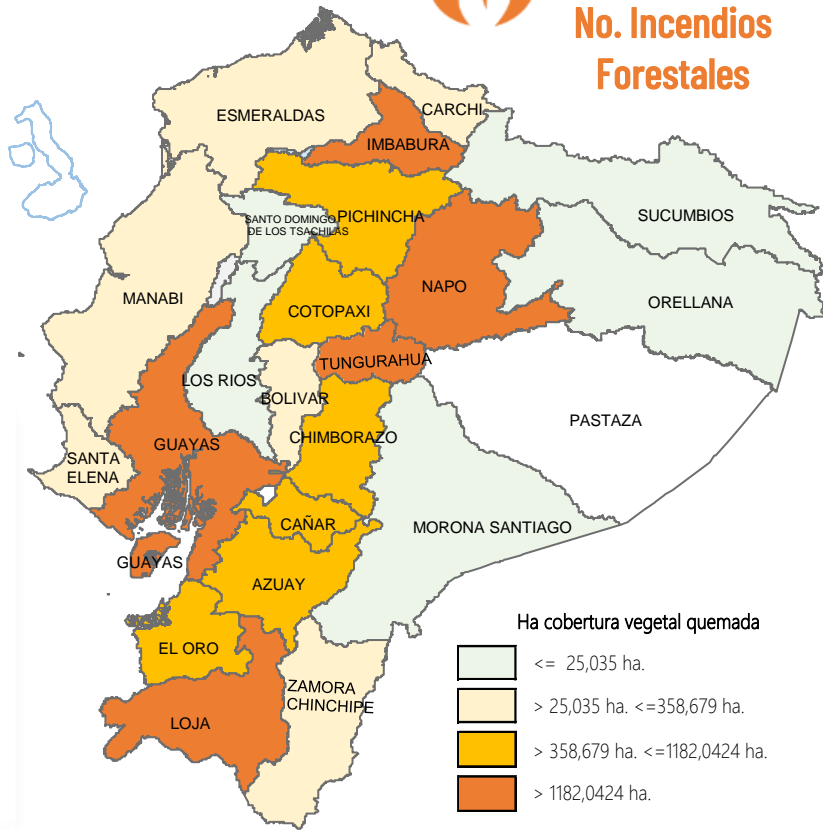 No. Incendios
Forestales
ESMERALDAS
CARCHI
IMBABURA
SUCUMBIOS
SANTO DOMINGO
DE LOS TSACHILAS
PICHINCHA
MANABI
COTOPAXI
NAPO
ORELLANA
TUNGURAHUA
LOS RIOS
BOLIVAR
PASTAZA
CHIMBORAZO
GUAYAS
SANTA
ELENA
CAÑAR
MORONA SANTIAGO
GUAYAS
AZUAY
EL ORO
ZAMORA
CHINCHIPE
LOJA
Ha cobertura vegetal quemada
<= 25,035 ha.
> 25,035 ha. <=358,679 ha.
> 358,679 ha. <=1182,0424 ha.
> 1182,0424 ha.